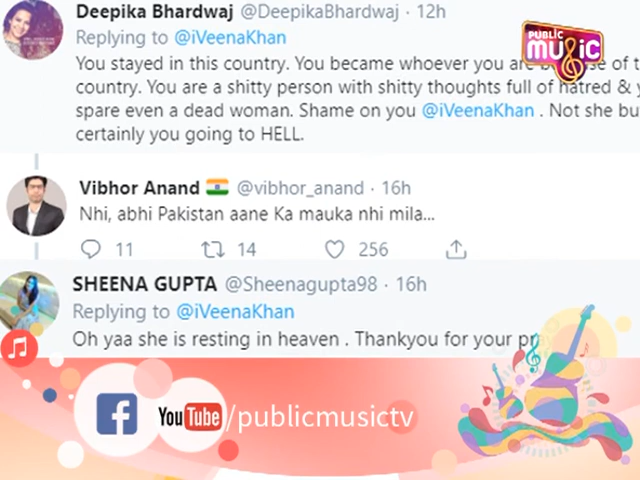 Deepika Bhardwaj @DeepikaBhardwaj · 12h
PUBLIC
music
Replying to @iVeenaKhan
You stayed in this country. You became whoever you are of t
country. You are a shitty person with shitty thoughts full of hatred & y
spare even a dead woman. Shame on you @iVeenaKhan . Not she bu
certainly you going to HELL.
Vibhor Anand @vibhor_anand · 16h
Nhi, abhi Pakistan aane Ka mauka nhi mila...
11 14 256
SHEENA GUPTA @Sheenagupta98 · 16h
Replying to @iVeenaKhan
Oh yaa she is resting in heaven . Thankyou for your pr
f YouTube /publicmusictv